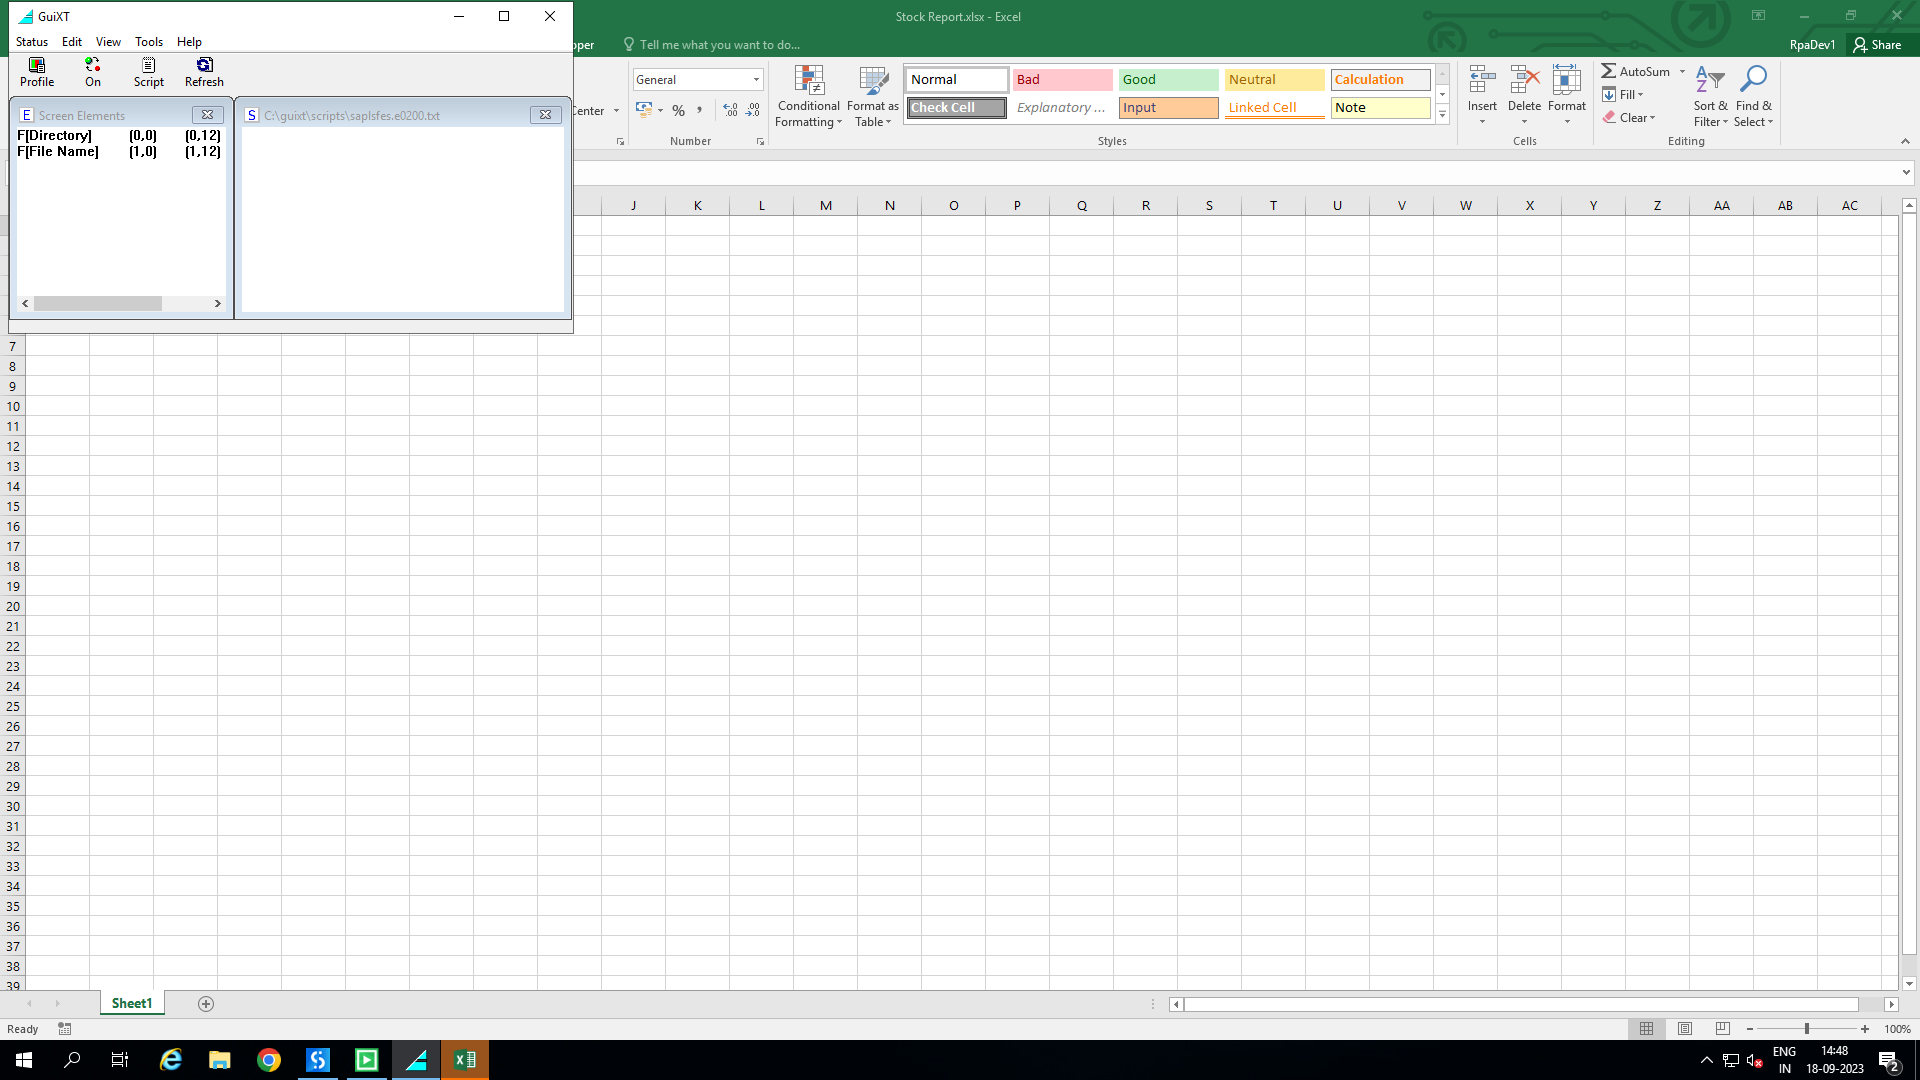 GuiXT
Stock Report.xlsx - Excel
Status Edit View Tools Help
oper
Tell me what you want to do...
RpaDev1
Share
Profile
On
Script
Refresh
General
Conditional
Formatting
Format as
Table
Normal
Bad
Good
Neutral
Calculation
Check Cell
Explanatory ...
Input
Linked Cell
Note
Insert
Delete
Format
AutoSum
Fill
Clear
Sort &
Filter
Find &
Select
enter
%
Number
Styles
Cells
Editing
E Screen Elements
S C:\guixt\scripts\saplsfes.e0200.txt
F[Directory] (0,0) (0,12)
F[File Name] (1,0) (1,12)
J K L M N O P Q R S T U V W X Y Z AA AB AC
7
8
9
10
11
12
13
14
15
16
17
18
19
20
21
22
23
24
25
26
27
28
29
30
31
32
33
34
35
36
37
38
39
Sheet1
Ready
100%
ENG
IN
14:48
18-09-2023
2